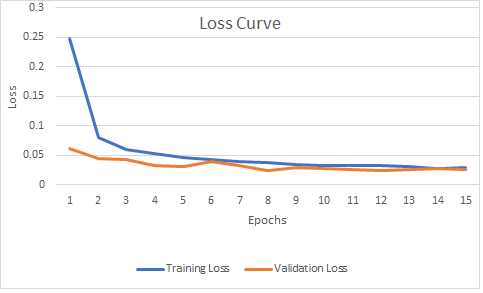 Loss Curve
0.3
0.25
0.2
0.15
0.1
0.05
0
Loss
1 2 3 4 5 6 7 8 9 10 11 12 13 14 15
Epochs
Training Loss Validation Loss